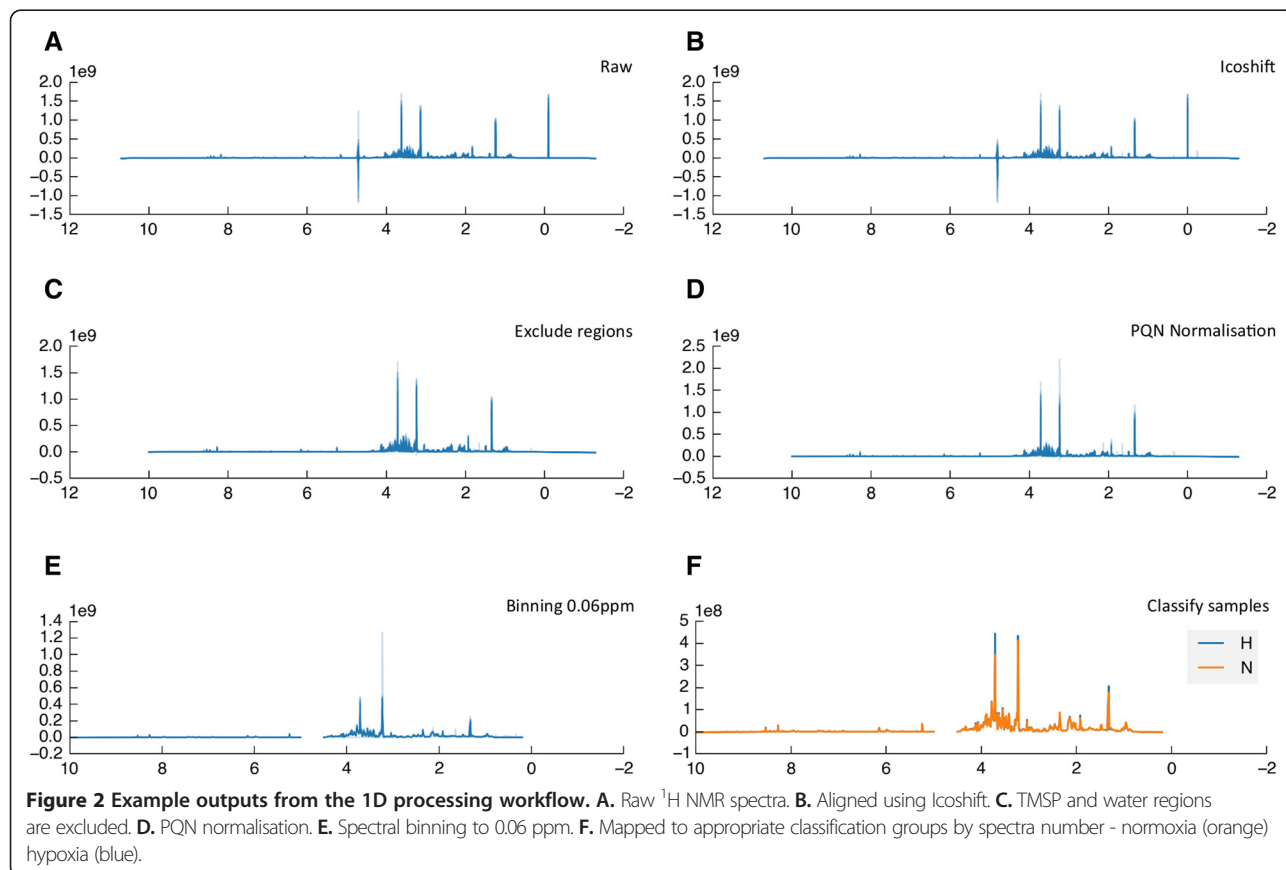 A
B
Raw
Icoshift
1e9
2.0
1.5
1.0
0.5
0.0
−0.5
−1.0
−1.5
12 10 8 6 4 2 0 −2
1e9
2.0
1.5
1.0
0.5
0.0
−0.5
−1.0
−1.5
12 10 8 6 4 2 0 −2
C
D
Exclude regions
PQN Normalisation
1e9
2.0
1.5
1.0
0.5
0.0
−0.5
12 10 8 6 4 2 0 −2
1e9
2.5
2.0
1.5
1.0
0.5
0.0
−0.5
12 10 8 6 4 2 0 −2
E
F
Binning 0.06ppm
Classify samples
1e9
1.4
1.2
1.0
0.8
0.6
0.4
0.2
0.0
−0.2
10 8 6 4 2 0 −2
1e8
5
4
3
2
1
0
−1
10 8 6 4 2 0 −2
H
N
Figure 2 Example outputs from the 1D processing workflow. A. Raw ¹H NMR spectra. B. Aligned using Icoshift. C. TMSP and water regions
are excluded. D. PQN normalisation. E. Spectral binning to 0.06 ppm. F. Mapped to appropriate classification groups by spectra number - normoxia (orange)
hypoxia (blue).